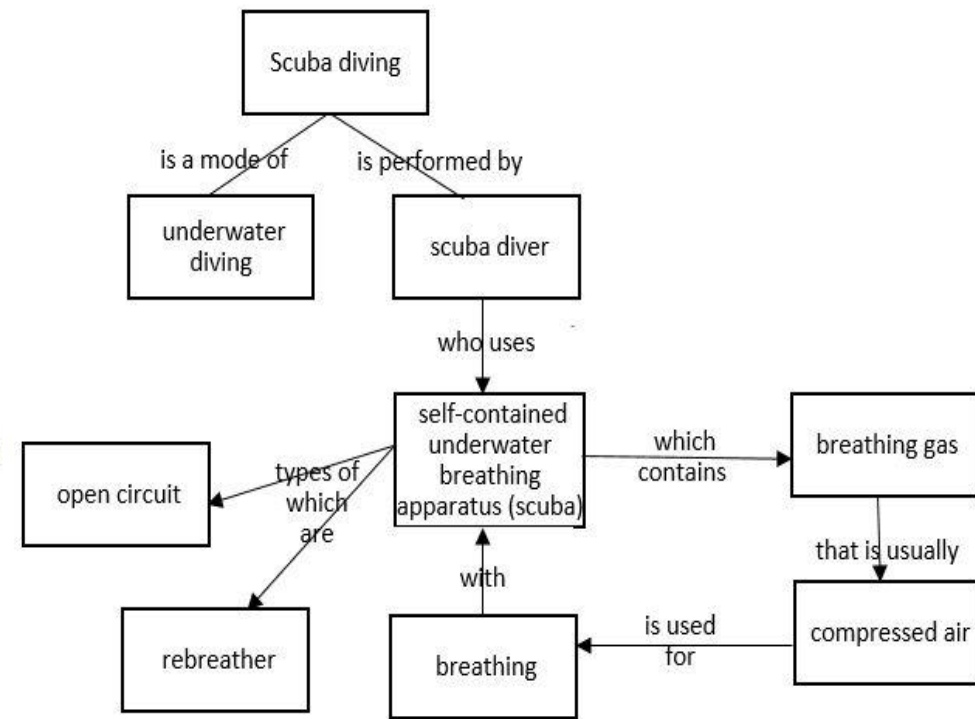 Scuba diving
is a mode of
is performed by
underwater
diving
scuba diver
who uses
self-contained
underwater
breathing
apparatus (scuba)
which
contains
breathing gas
types of
which
are
open circuit
that is usually
with
is used
for
compressed air
rebreather
breathing